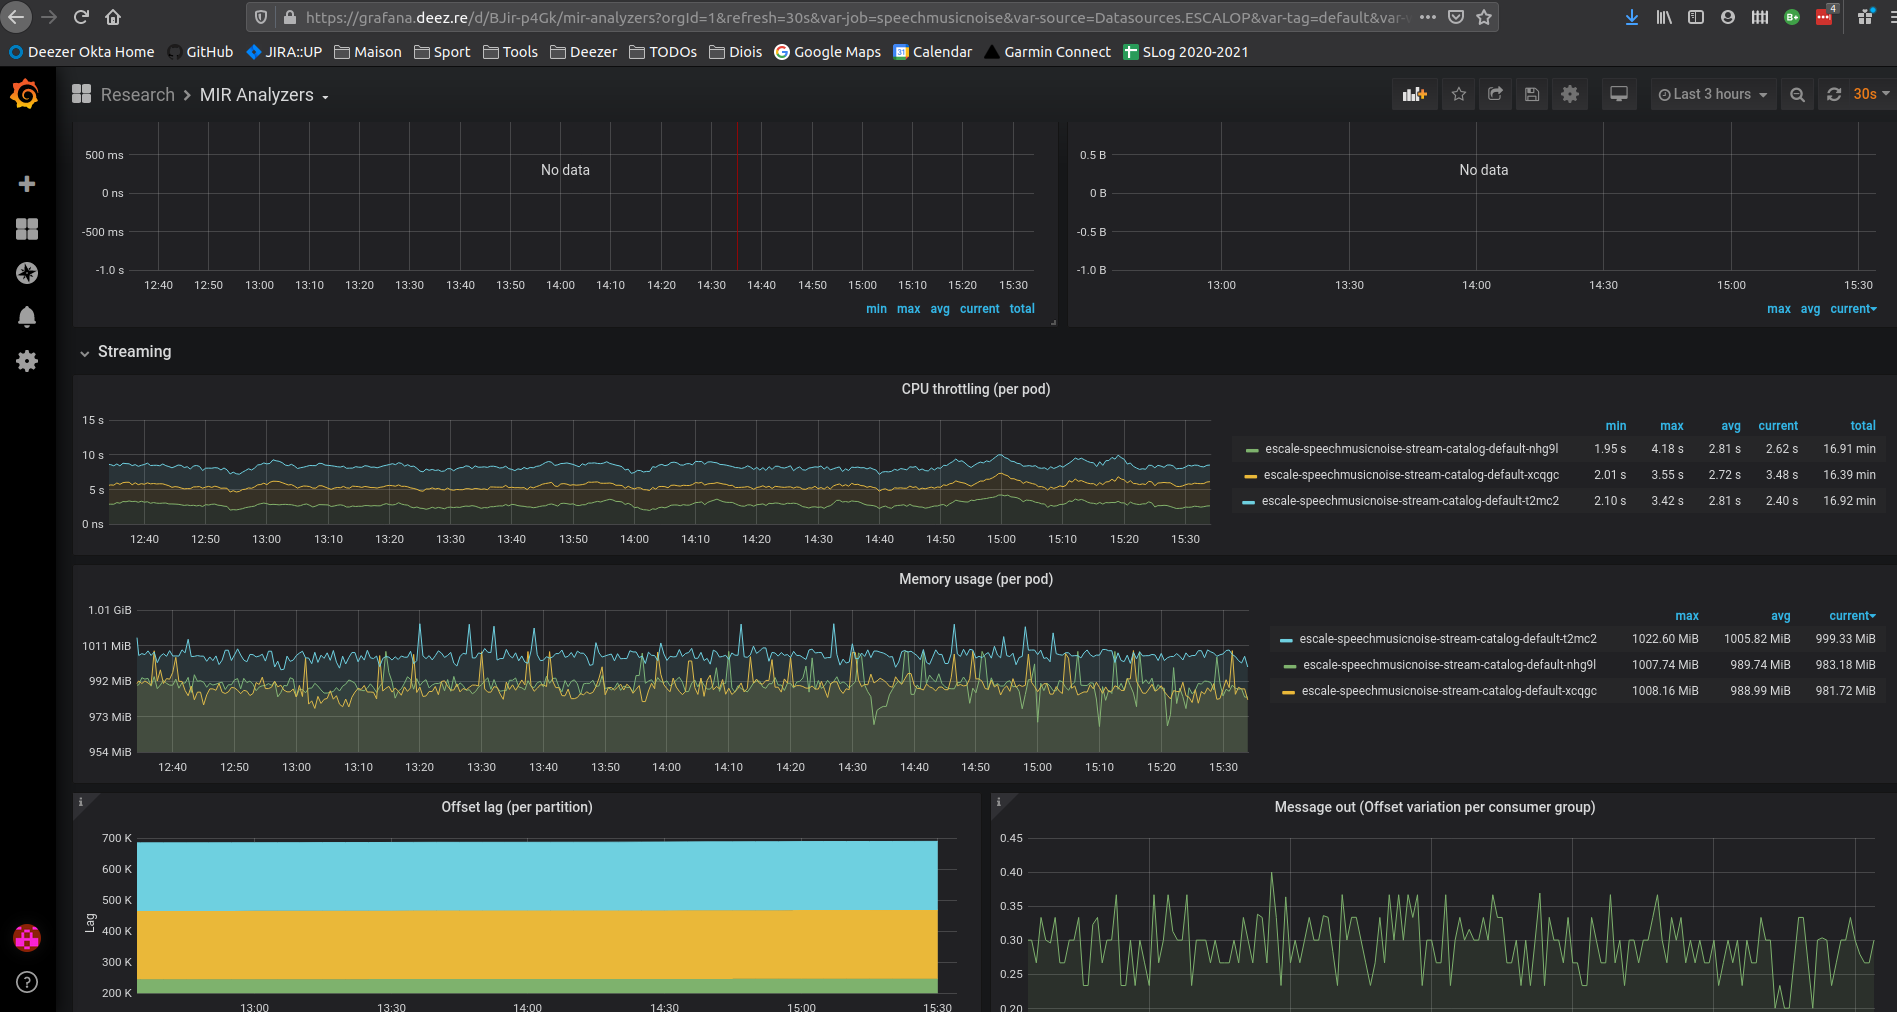 https://grafana.deez.re/d/BJir-p4Gk/mir-analyzers?orgId=1&refresh=30s&var-job=speechmusicnoise&var-source=Datasources.ESCALOP&var-tag=default&var-
4
Deezer Okta Home GitHub JIRA::UP Maison Sport Tools Deezer TODOs Diois Google Maps 31 Calendar Garmin Connect SLog 2020-2021
Research > MIR Analyzers
Last 3 hours
30s
500 ms
0 ns
-500 ms
-1.0 s
No data
12:40 12:50 13:00 13:10 13:20 13:30 13:40 13:50 14:00 14:10 14:20 14:30 14:40 14:50 15:00 15:10 15:20 15:30
min max avg current total
0.5 B
0 B
-0.5 B
-1.0 B
No data
13:00 13:30 14:00 14:30 15:00 15:30
max avg current
Streaming
CPU throttling (per pod)
15 s
10 s
5 s
0 ns
12:40 12:50 13:00 13:10 13:20 13:30 13:40 13:50 14:00 14:10 14:20 14:30 14:40 14:50 15:00 15:10 15:20 15:30
min max avg current total
escale-speechmusicnoise-stream-catalog-default-nhg9l 1.95 s 4.18 s 2.81 s 2.62 s 16.91 min
escale-speechmusicnoise-stream-catalog-default-xcqgc 2.01 s 3.55 s 2.72 s 3.48 s 16.39 min
escale-speechmusicnoise-stream-catalog-default-t2mc2 2.10 s 3.42 s 2.81 s 2.40 s 16.92 min
Memory usage (per pod)
1.01 GiB
1011 MiB
992 MiB
973 MiB
954 MiB
12:40 12:50 13:00 13:10 13:20 13:30 13:40 13:50 14:00 14:10 14:20 14:30 14:40 14:50 15:00 15:10 15:20 15:30
max avg current
escale-speechmusicnoise-stream-catalog-default-t2mc2 1022.60 MiB 1005.82 MiB 999.33 MiB
escale-speechmusicnoise-stream-catalog-default-nhg9l 1007.74 MiB 989.74 MiB 983.18 MiB
escale-speechmusicnoise-stream-catalog-default-xcqgc 1008.16 MiB 988.99 MiB 981.72 MiB
Offset lag (per partition)
700 K
600 K
500 K
400 K
300 K
200 K
Lag
13:00 13:30 14:00 14:30 15:00 15:30
Message out (Offset variation per consumer group)
0.45
0.40
0.35
0.30
0.25
0.20